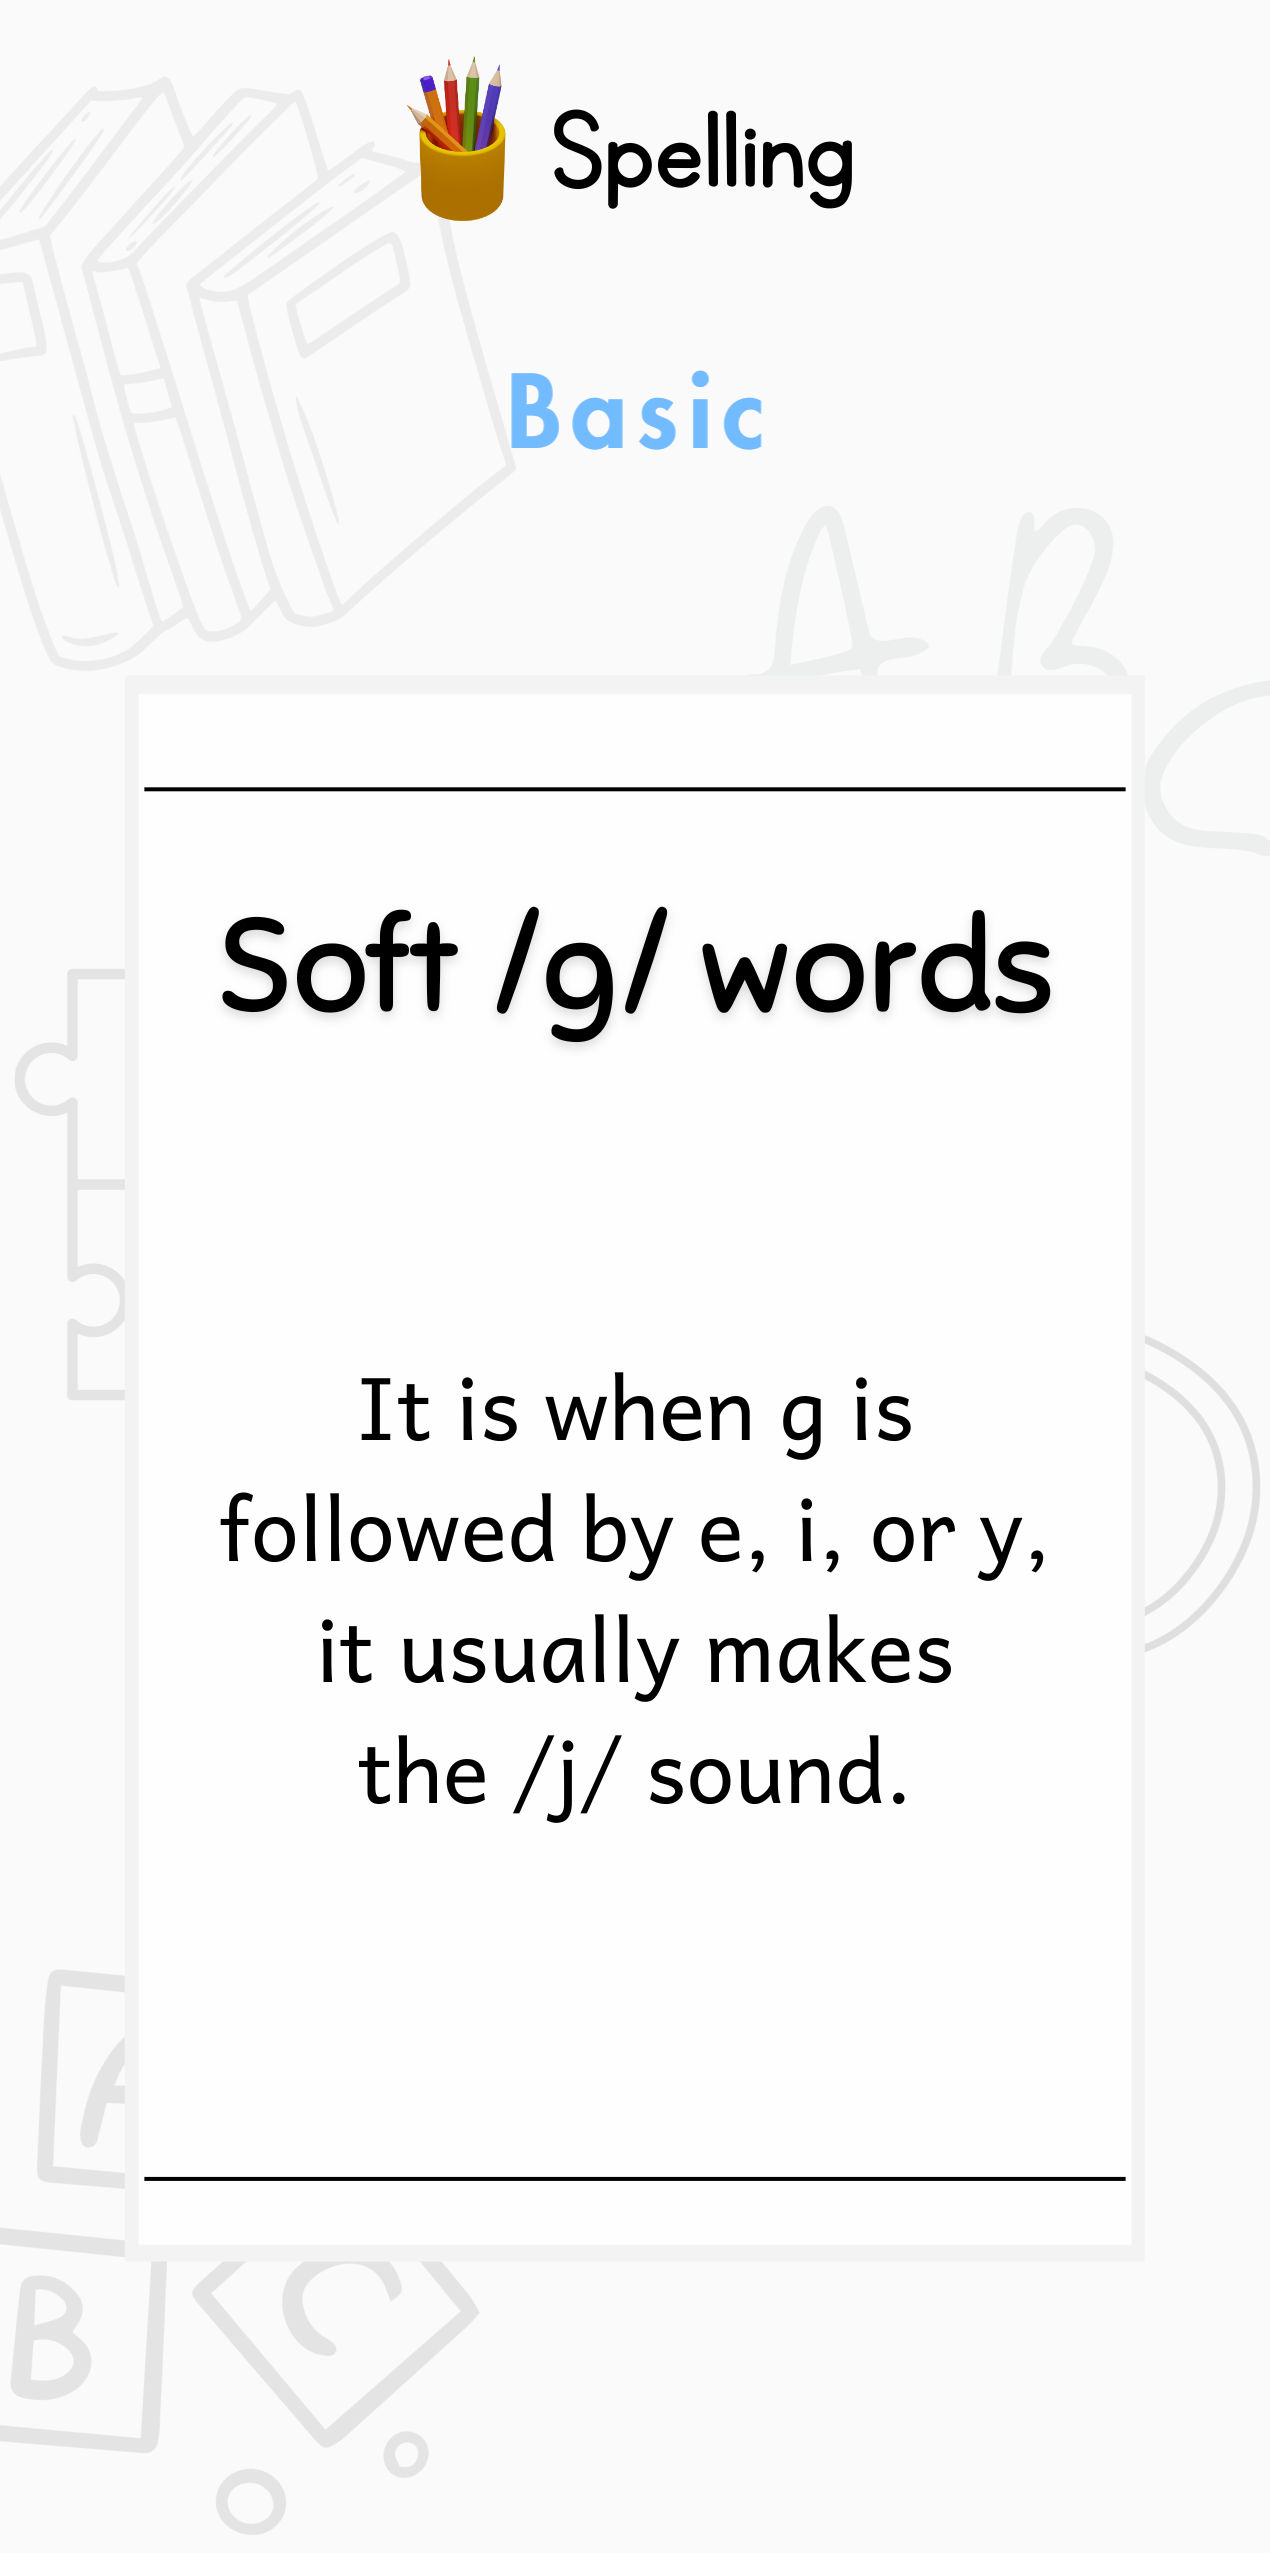 Spelling
Basic
A B
C
Soft /g/ words
It is when g is
followed by e, i, or y,
it usually makes
the /j/ sound.
A
B
C